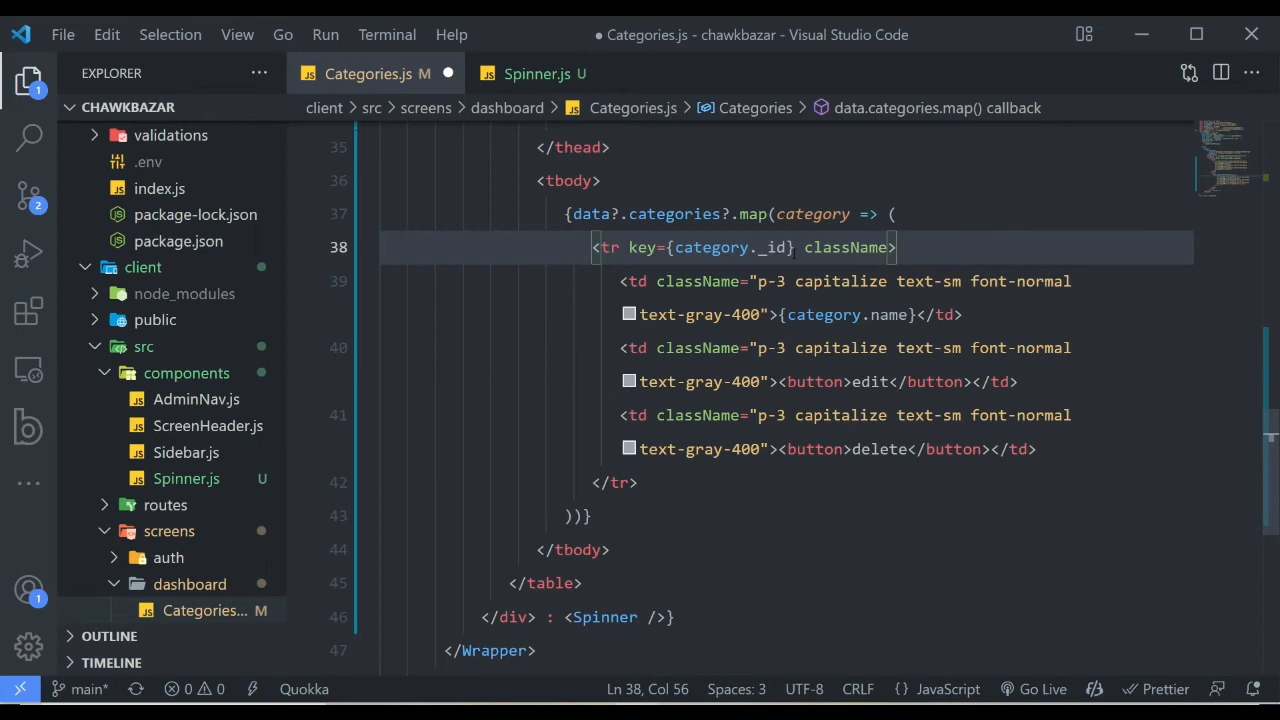 File Edit Selection View Go Run Terminal Help
● Categories.js - chawkbazar - Visual Studio Code
EXPLORER
Categories.js M
Spinner.js U
CHAWKBAZAR
client > src > screens > dashboard > Categories.js > Categories > data.categories.map() callback
validations
.env
index.js
package-lock.json
package.json
client
node_modules
public
src
components
AdminNav.js
ScreenHeader.js
Sidebar.js
Spinner.js U
routes
screens
auth
dashboard
Categories... M
OUTLINE
TIMELINE
35 </thead>
36 <tbody>
37 {data?.categories?.map(category => (
38 <tr key={category._id} className>
39 <td className="p-3 capitalize text-sm font-normal
text-gray-400">{category.name}</td>
40 <td className="p-3 capitalize text-sm font-normal
text-gray-400"><button>edit</button></td>
41 <td className="p-3 capitalize text-sm font-normal
text-gray-400"><button>delete</button></td>
42 </tr>
43 ))}
44 </tbody>
45 </table>
46 </div> : <Spinner />}
47 </Wrapper>
1
2
1
main* 0 0 Quokka Ln 38, Col 56 Spaces: 3 UTF-8 CRLF {} JavaScript Go Live Prettier